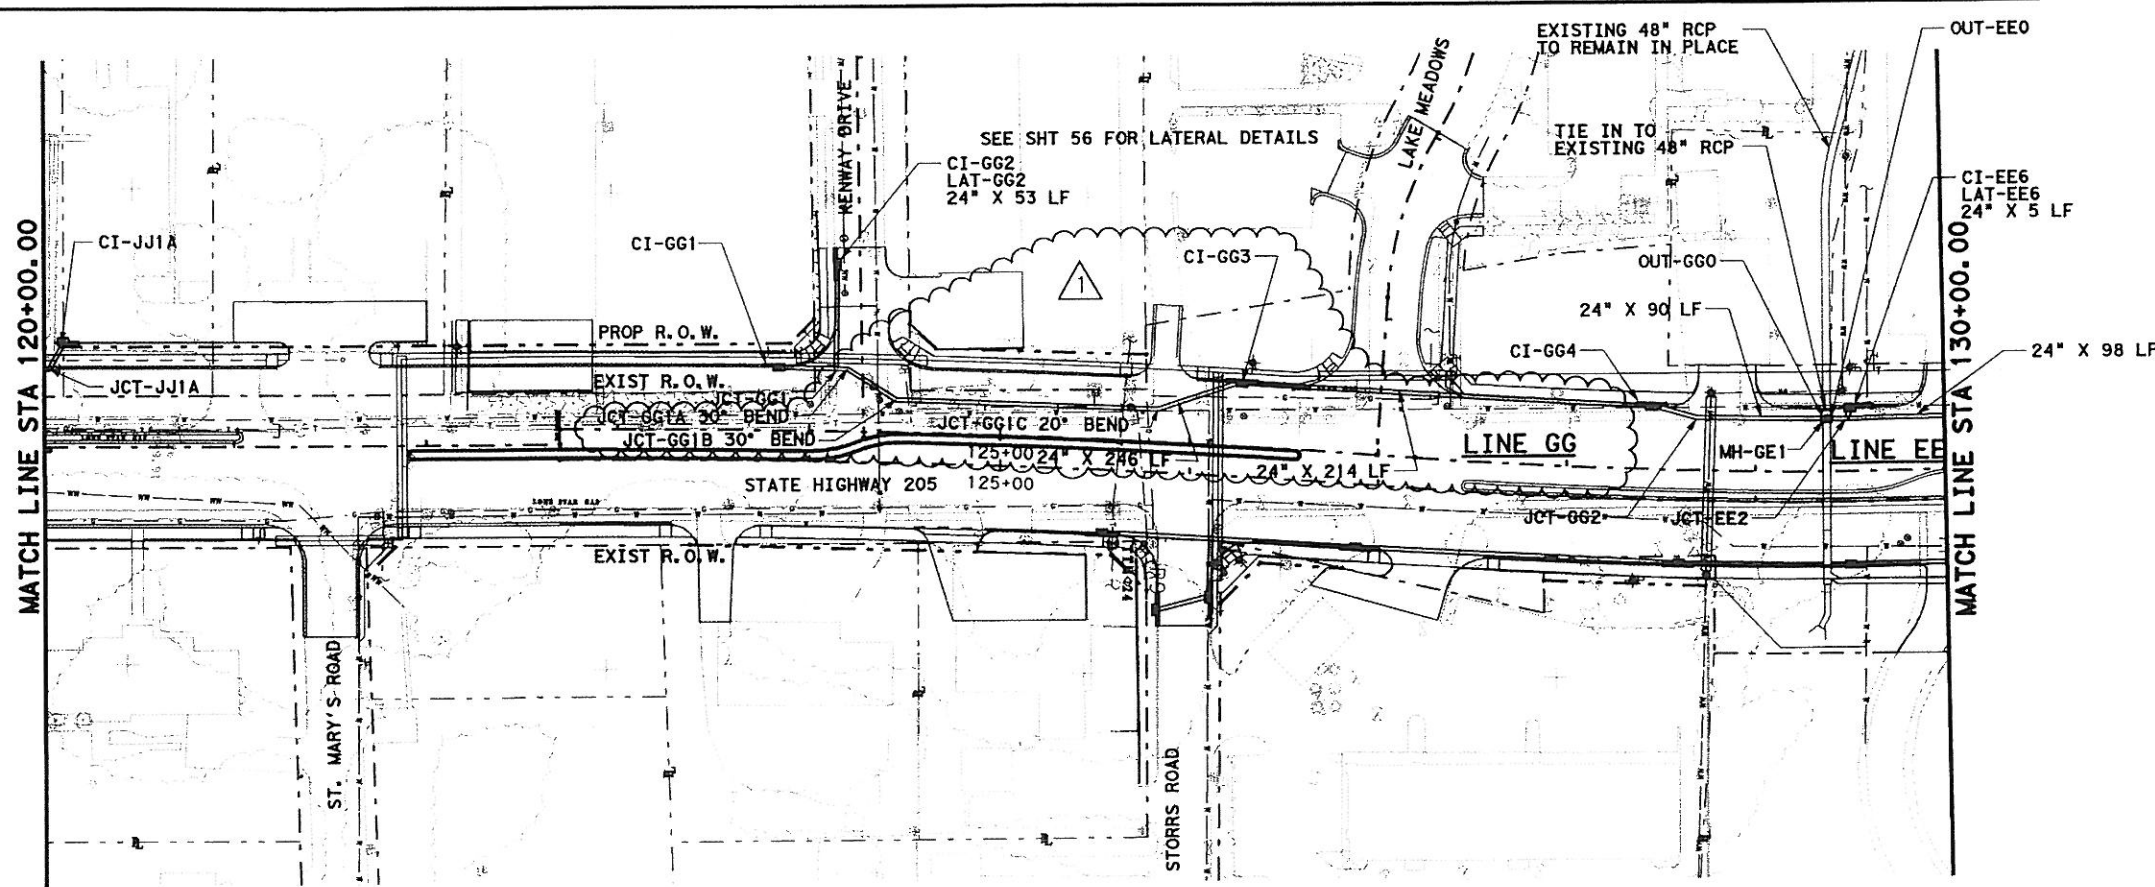 EXISTING 48" RCP
TO REMAIN IN PLACE
OUT-EE0
LAKE MEADOWS
KENWAY DRIVE
SEE SHT 56 FOR LATERAL DETAILS
TIE IN TO
EXISTING 48" RCP
CI-GG2
LAT-GG2
24" X 53 LF
CI-EE6
LAT-EE6
24" X 5 LF
MATCH LINE STA 120+00.00
CI-JJ1A
CI-GG1
CI-GG3
1
OUT-GG0
MATCH LINE STA 130+00.00
24" X 90 LF
PROP R.O.W.
CI-GG4
24" X 98 LF
JCT-JJ1A
EXIST R.O.W.
JCT-GG1
JCT-GG1A 30° BEND
JCT-GG1B 30° BEND
JCT-GG1C 20° BEND
LINE GG
MH-GE1
LINE EE
125+00
24" X 246 LF
24" X 214 LF
STATE HIGHWAY 205
125+00
LONE STAR GAS
JCT-GG2
JCT-EE2
EXIST R.O.W.
ST. MARY'S ROAD
STORRS ROAD